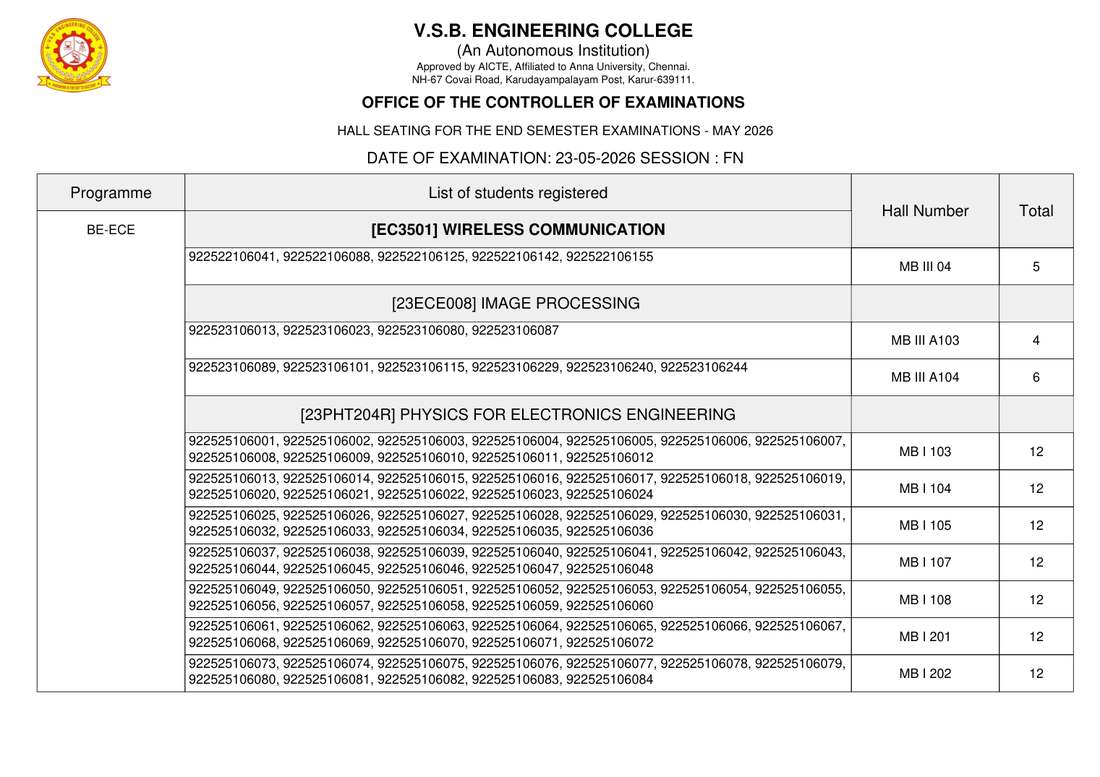 V.S.B. ENGINEERING COLLEGE
(An Autonomous Institution)
Approved by AICTE, Affiliated to Anna University, Chennai.
NH-67 Covai Road, Karudayampalayam Post, Karur-639111.
OFFICE OF THE CONTROLLER OF EXAMINATIONS
HALL SEATING FOR THE END SEMESTER EXAMINATIONS - MAY 2026
DATE OF EXAMINATION: 23-05-2026 SESSION : FN
Programme List of students registered Hall Number Total
BE-ECE [EC3501] WIRELESS COMMUNICATION
922522106041, 922522106088, 922522106125, 922522106142, 922522106155 MB III 04 5
[23ECE008] IMAGE PROCESSING
922523106013, 922523106023, 922523106080, 922523106087 MB III A103 4
922523106089, 922523106101, 922523106115, 922523106229, 922523106240, 922523106244 MB III A104 6
[23PHT204R] PHYSICS FOR ELECTRONICS ENGINEERING
922525106001, 922525106002, 922525106003, 922525106004, 922525106005, 922525106006, 922525106007,
922525106008, 922525106009, 922525106010, 922525106011, 922525106012 MB I 103 12
922525106013, 922525106014, 922525106015, 922525106016, 922525106017, 922525106018, 922525106019,
922525106020, 922525106021, 922525106022, 922525106023, 922525106024 MB I 104 12
922525106025, 922525106026, 922525106027, 922525106028, 922525106029, 922525106030, 922525106031,
922525106032, 922525106033, 922525106034, 922525106035, 922525106036 MB I 105 12
922525106037, 922525106038, 922525106039, 922525106040, 922525106041, 922525106042, 922525106043,
922525106044, 922525106045, 922525106046, 922525106047, 922525106048 MB I 107 12
922525106049, 922525106050, 922525106051, 922525106052, 922525106053, 922525106054, 922525106055,
922525106056, 922525106057, 922525106058, 922525106059, 922525106060 MB I 108 12
922525106061, 922525106062, 922525106063, 922525106064, 922525106065, 922525106066, 922525106067,
922525106068, 922525106069, 922525106070, 922525106071, 922525106072 MB I 201 12
922525106073, 922525106074, 922525106075, 922525106076, 922525106077, 922525106078, 922525106079,
922525106080, 922525106081, 922525106082, 922525106083, 922525106084 MB I 202 12